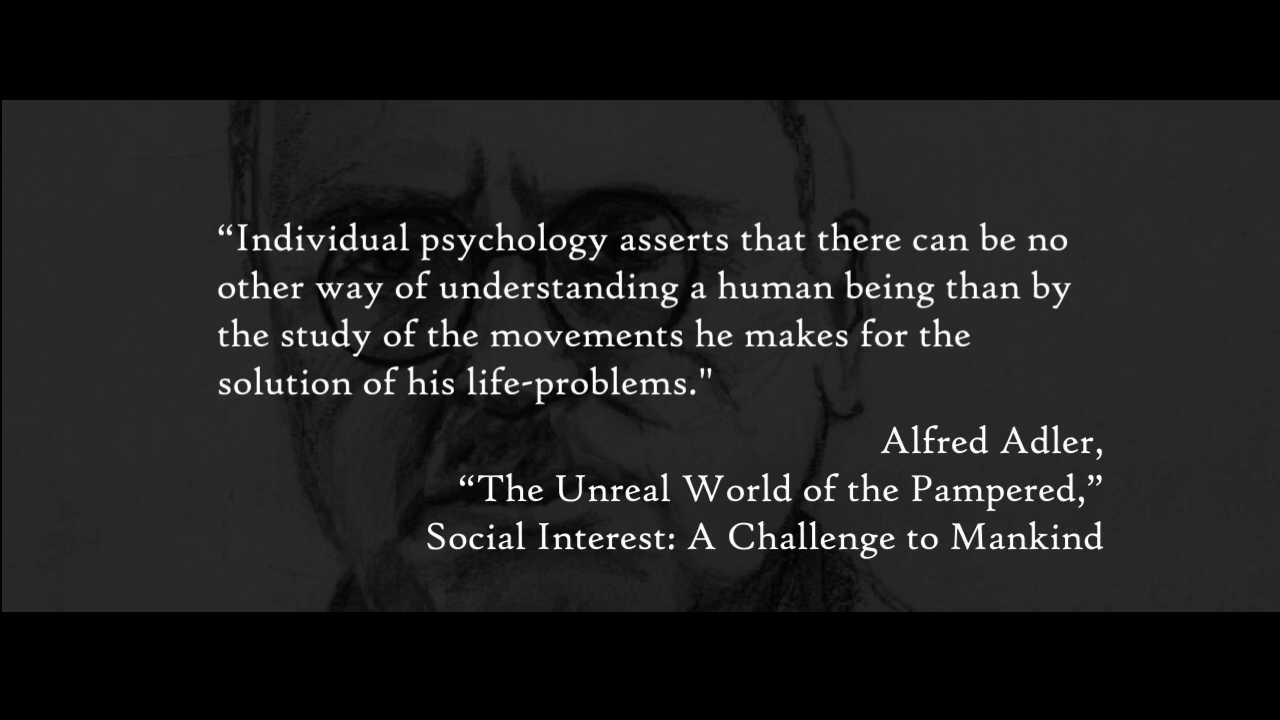 “Individual psychology asserts that there can be no
other way of understanding a human being than by
the study of the movements he makes for the
solution of his life-problems."
Alfred Adler,
“The Unreal World of the Pampered,”
Social Interest: A Challenge to Mankind